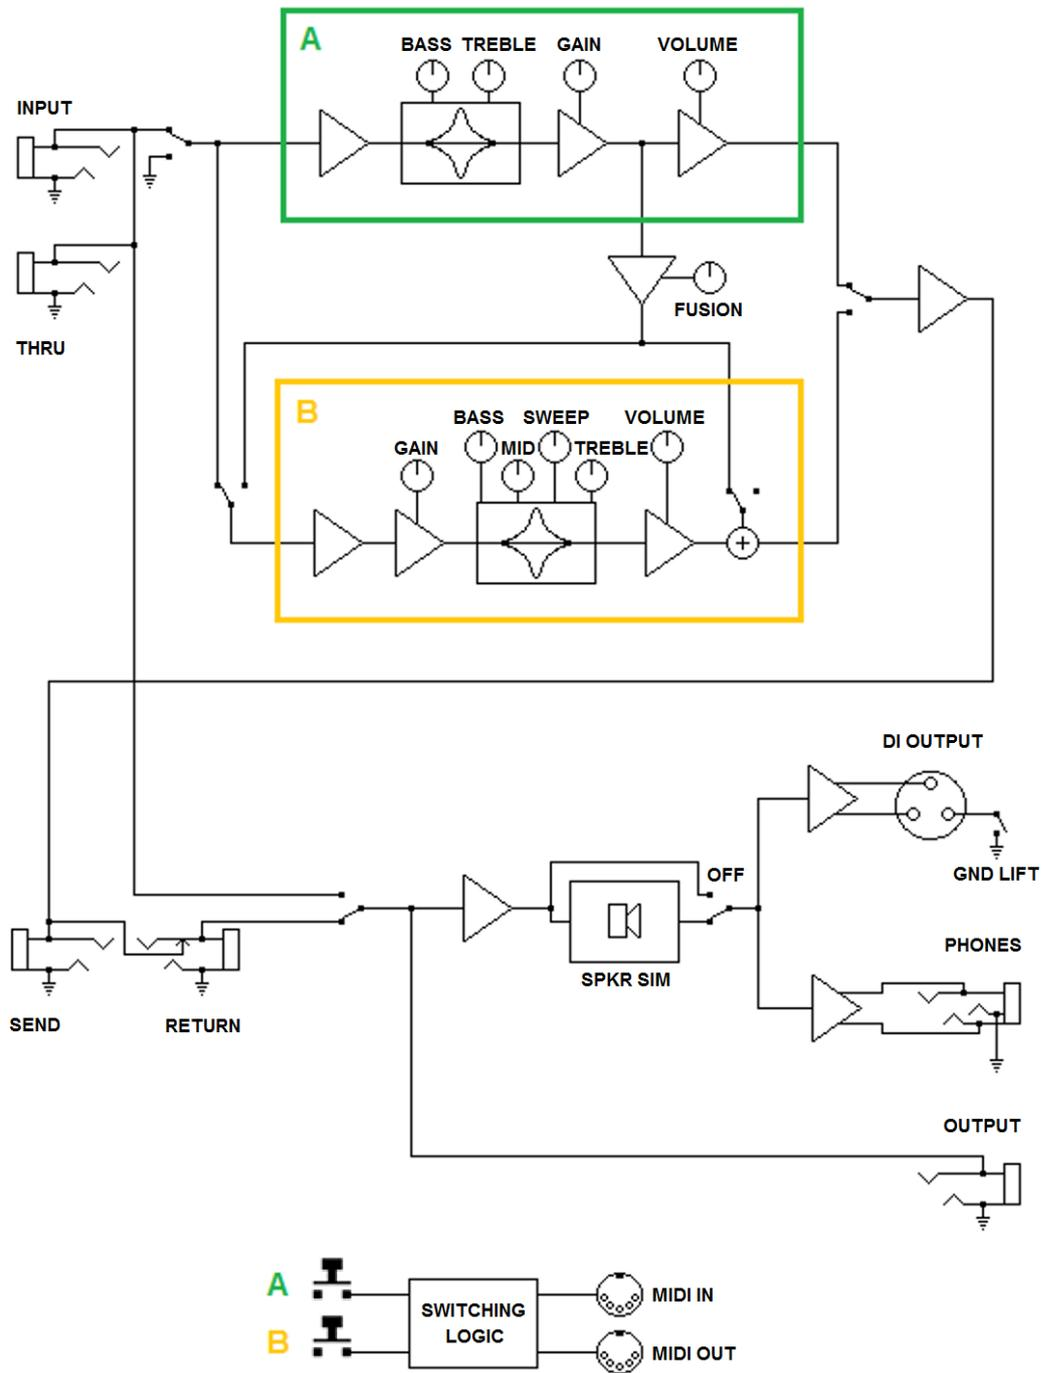 A
BASS TREBLE GAIN VOLUME
INPUT
THRU
FUSION
B
BASS SWEEP VOLUME
GAIN MID TREBLE
DI OUTPUT
GND LIFT
OFF
SPKR SIM
PHONES
SEND RETURN
OUTPUT
A
B
SWITCHING
LOGIC
MIDI IN
MIDI OUT